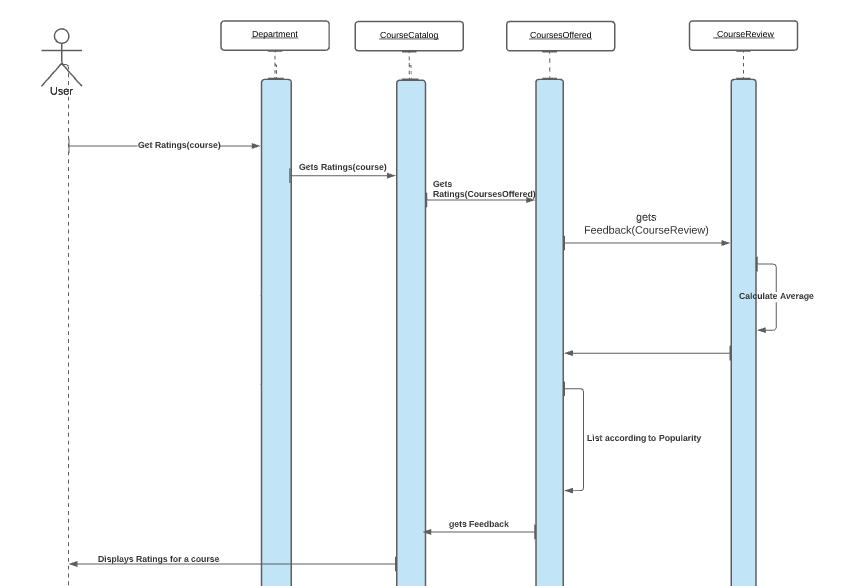 Department
CourseCatalog
CoursesOffered
CourseReview
User
Get Ratings(course)
Gets Ratings(course)
Gets
Ratings(CoursesOffered)
gets
Feedback(CourseReview)
Calculate Average
List according to Popularity
gets Feedback
Displays Ratings for a course